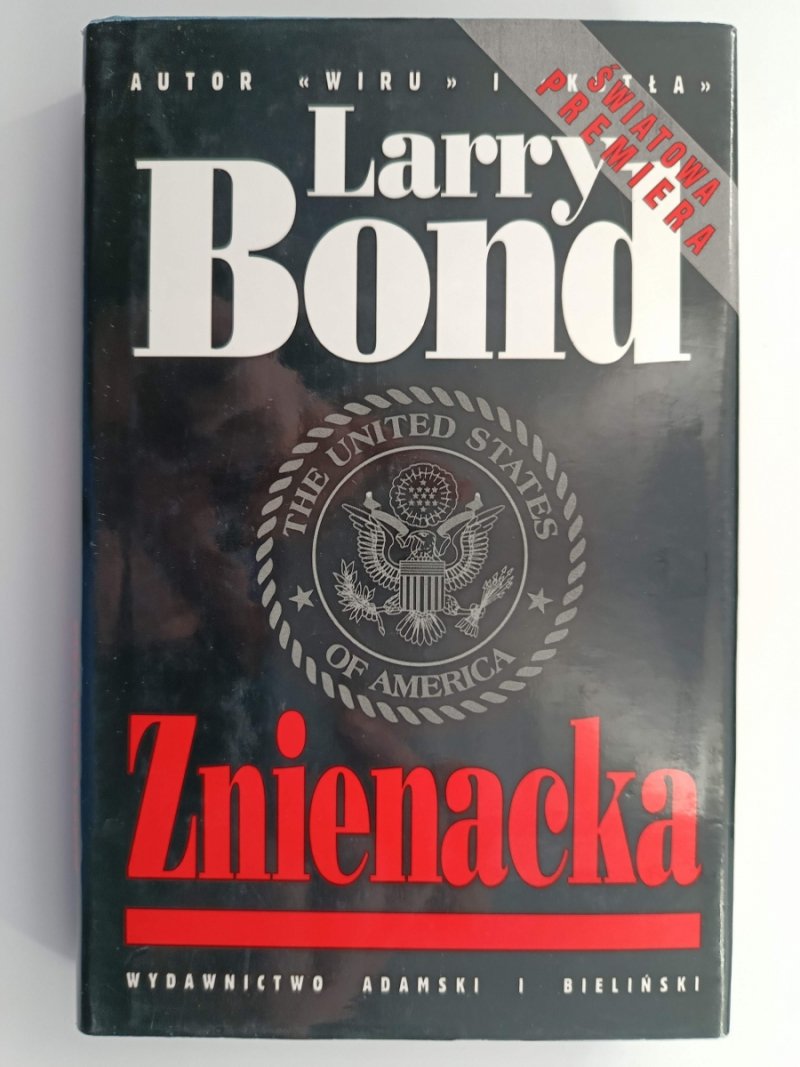 AUTOR «WIRU» I
ŚWIATOWA
PREMIERA
Larry
Bond
THE UNITED STATES
OF AMERICA
Znienacka
WYDAWNICTWO ADAMSKI I BIELIŃSKI